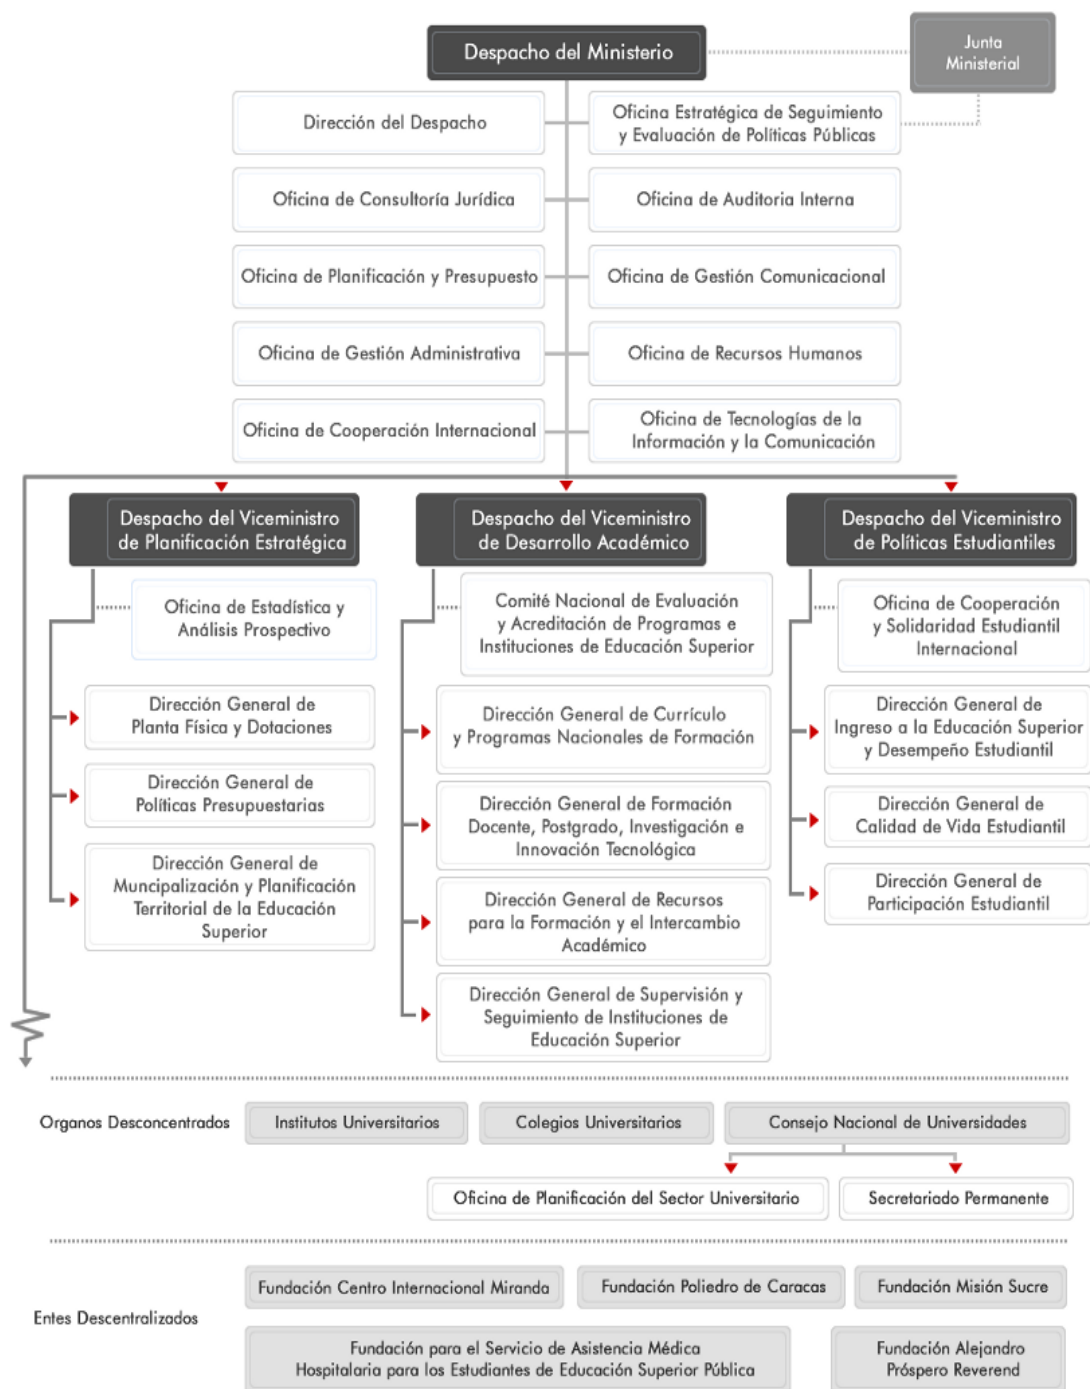 Despacho del Ministerio
Junta
Ministerial
Dirección del Despacho
Oficina Estratégica de Seguimiento
y Evaluación de Políticas Públicas
Oficina de Consultoría Jurídica
Oficina de Auditoria Interna
Oficina de Planificación y Presupuesto
Oficina de Gestión Comunicacional
Oficina de Gestión Administrativa
Oficina de Recursos Humanos
Oficina de Cooperación Internacional
Oficina de Tecnologías de la
Información y la Comunicación
Despacho del Viceministro
de Planificación Estratégica
Oficina de Estadística y
Análisis Prospectivo
Dirección General de
Planta Física y Dotaciones
Dirección General de
Políticas Presupuestarias
Dirección General de
Muncipalización y Planificación
Territorial de la Educación
Superior
Despacho del Viceministro
de Desarrollo Académico
Comité Nacional de Evaluación
y Acreditación de Programas e
Instituciones de Educación Superior
Dirección General de Currículo
y Programas Nacionales de Formación
Dirección General de Formación
Docente, Postgrado, Investigación e
Innovación Tecnológica
Dirección General de Recursos
para la Formación y el Intercambio
Académico
Dirección General de Supervisión y
Seguimiento de Instituciones de
Educación Superior
Despacho del Viceministro
de Políticas Estudiantiles
Oficina de Cooperación
y Solidaridad Estudiantil
Internacional
Dirección General de
Ingreso a la Educación Superior
y Desempeño Estudiantil
Dirección General de
Calidad de Vida Estudiantil
Dirección General de
Participación Estudiantil
Organos Desconcentrados
Institutos Universitarios
Colegios Universitarios
Consejo Nacional de Universidades
Oficina de Planificación del Sector Universitario
Secretariado Permanente
Entes Descentralizados
Fundación Centro Internacional Miranda
Fundación Poliedro de Caracas
Fundación Misión Sucre
Fundación para el Servicio de Asistencia Médica
Hospitalaria para los Estudiantes de Educación Superior Pública
Fundación Alejandro
Próspero Reverend